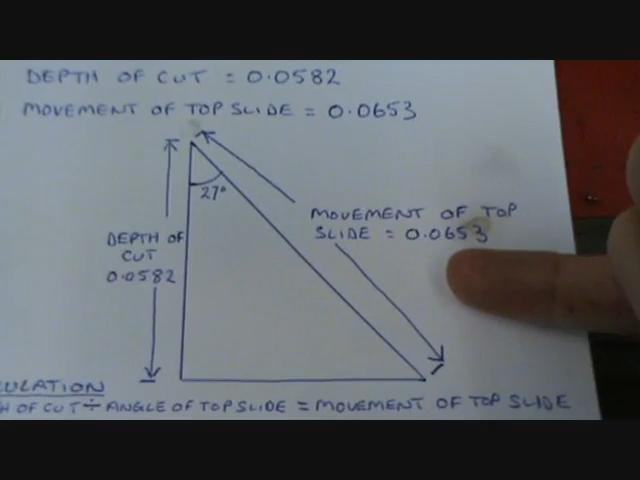 DEPTH OF CUT = 0.0582
MOVEMENT OF TOP SLIDE = 0.0653
27°
MOVEMENT OF TOP
SLIDE = 0.0653
DEPTH OF
CUT
0.0582
CULATION
H OF CUT ÷ ANGLE OF TOP SLIDE = MOVEMENT OF TOP SLIDE